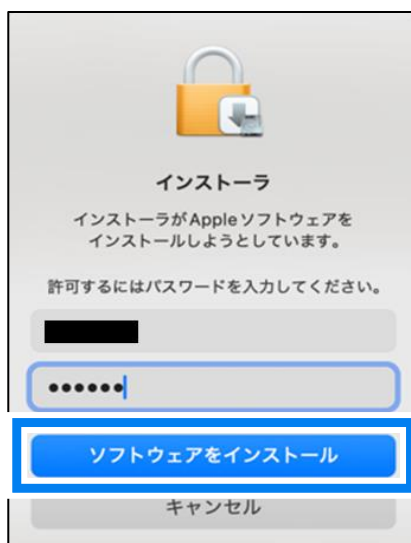 インストーラ
インストーラがAppleソフトウェアを
インストールしようとしています。
許可するにはパスワードを入力してください。
••••••
ソフトウェアをインストール
キャンセル